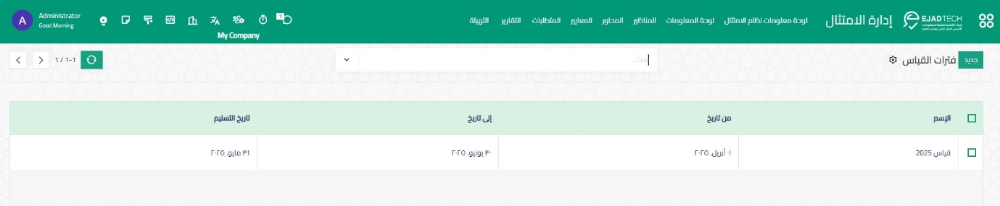 EJADTECH
إدارة الامتثال
لوحة معلومات نظام الامتثال لوحة المعلومات المناظير المحاور المعايير المتطلبات التقارير التهيئة
1
Administrator
Good Morning
A
My Company
جديد
فترات القياس
بحث...
1 / 1-1
الإسم من تاريخ إلى تاريخ تاريخ التسليم
قياس 2025 ٠١ أبريل, ٢٠٢٥ ٣٠ يونيو, ٢٠٢٥ ٣١ مايو, ٢٠٢٥